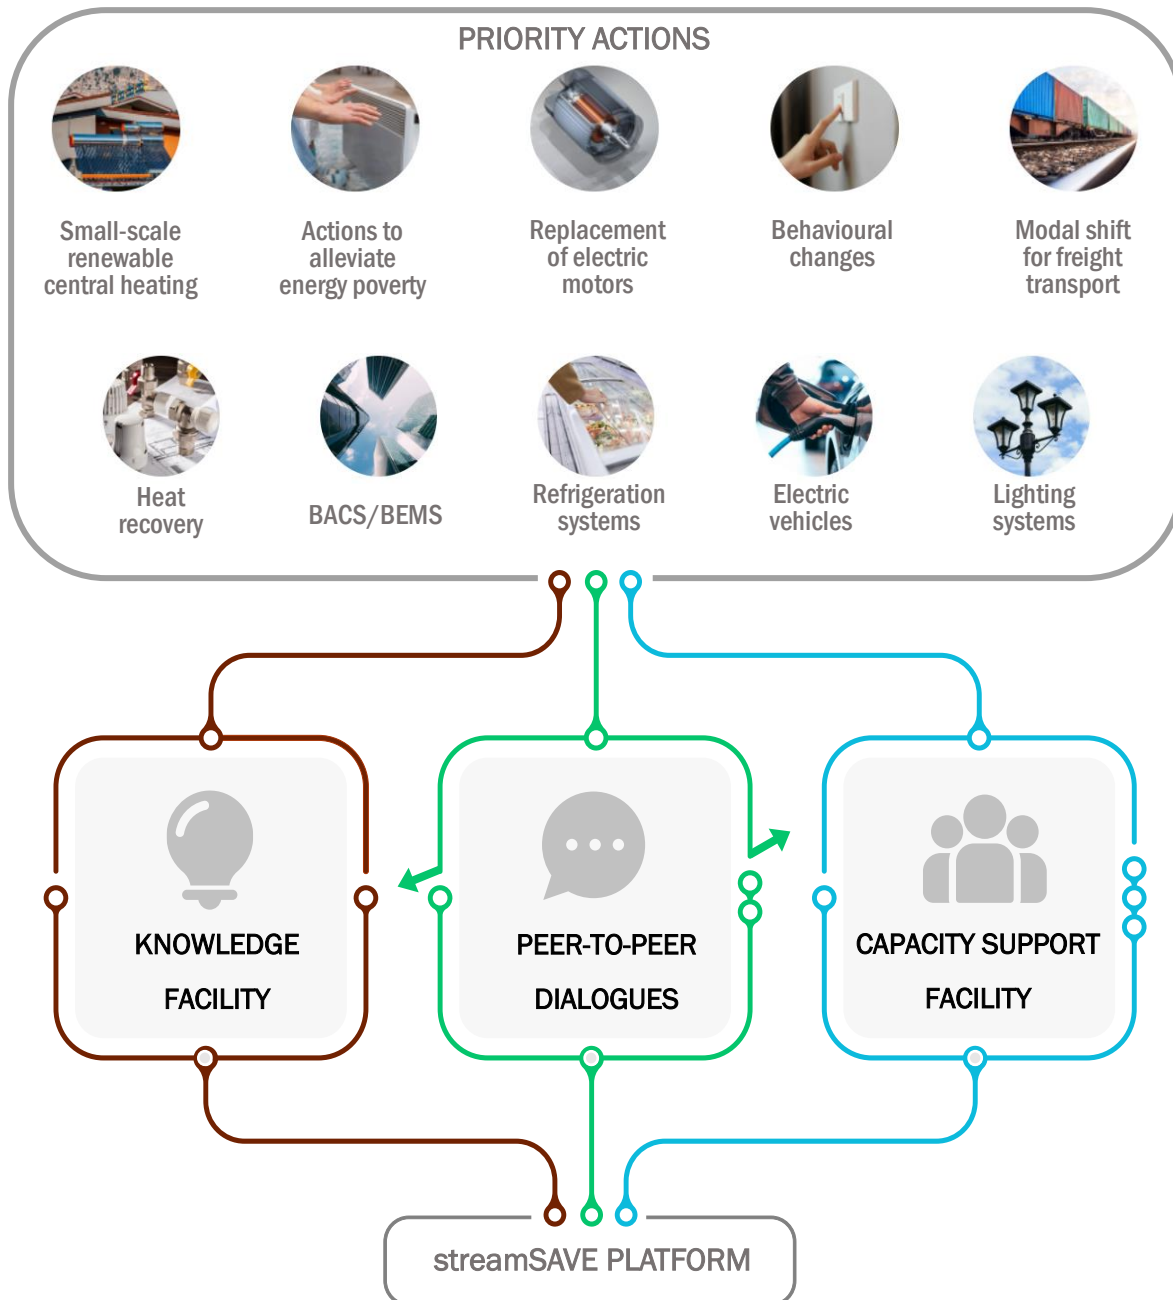 PRIORITY ACTIONS
Small-scale
renewable
central heating
Actions to
alleviate
energy poverty
Replacement
of electric
motors
Behavioural
changes
Modal shift
for freight
transport
Heat
recovery
BACS/BEMS
Refrigeration
systems
Electric
vehicles
Lighting
systems
KNOWLEDGE
FACILITY
PEER-TO-PEER
DIALOGUES
CAPACITY SUPPORT
FACILITY
streamSAVE PLATFORM